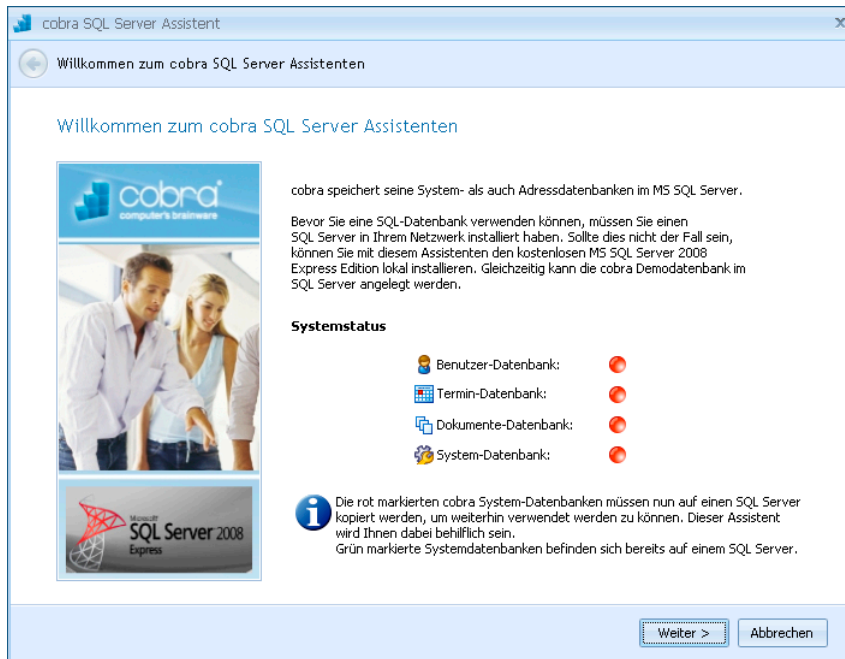 cobra SQL Server Assistent
Willkommen zum cobra SQL Server Assistenten
Willkommen zum cobra SQL Server Assistenten
cobra
computer's brainware
cobra speichert seine System- als auch Adressdatenbanken im MS SQL Server.
Bevor Sie eine SQL-Datenbank verwenden können, müssen Sie einen
SQL Server in Ihrem Netzwerk installiert haben. Sollte dies nicht der Fall sein,
können Sie mit diesem Assistenten den kostenlosen MS SQL Server 2008
Express Edition lokal installieren. Gleichzeitig kann die cobra Demodatenbank im
SQL Server angelegt werden.
Systemstatus
Benutzer-Datenbank:
Termin-Datenbank:
Dokumente-Datenbank:
System-Datenbank:
Microsoft
SQL Server 2008
Express
Die rot markierten cobra System-Datenbanken müssen nun auf einen SQL Server
kopiert werden, um weiterhin verwendet werden zu können. Dieser Assistent
wird Ihnen dabei behilflich sein.
Grün markierte Systemdatenbanken befinden sich bereits auf einem SQL Server.
Weiter >
Abbrechen